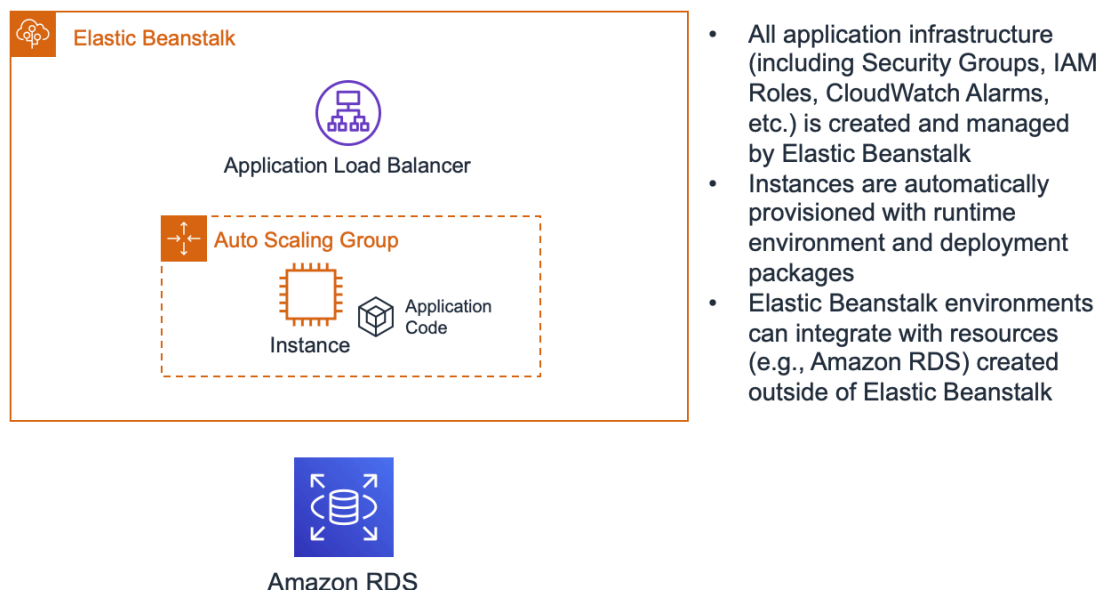 Elastic Beanstalk
Application Load Balancer
Auto Scaling Group
Application
Code
Instance
Amazon RDS
• All application infrastructure
(including Security Groups, IAM
Roles, CloudWatch Alarms,
etc.) is created and managed
by Elastic Beanstalk
• Instances are automatically
provisioned with runtime
environment and deployment
packages
• Elastic Beanstalk environments
can integrate with resources
(e.g., Amazon RDS) created
outside of Elastic Beanstalk